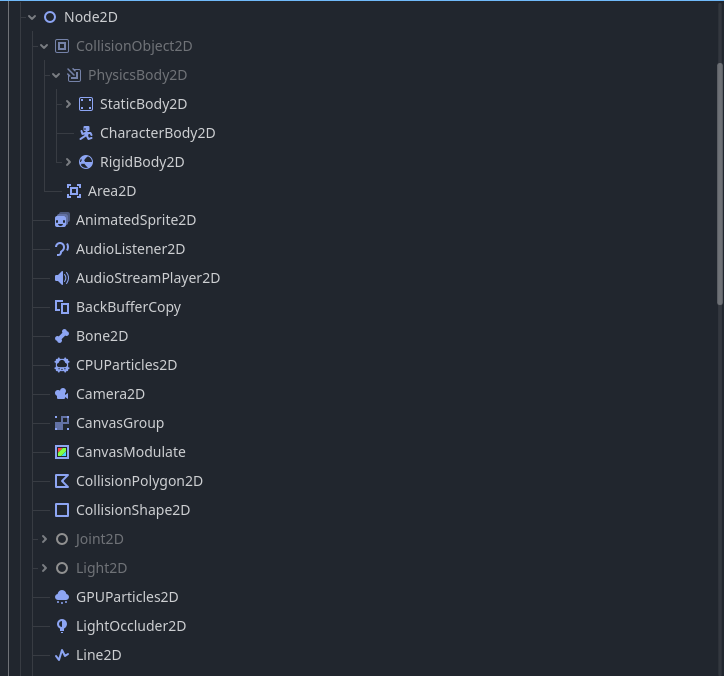 Node2D
CollisionObject2D
PhysicsBody2D
StaticBody2D
CharacterBody2D
RigidBody2D
Area2D
AnimatedSprite2D
AudioListener2D
AudioStreamPlayer2D
BackBufferCopy
Bone2D
CPUParticles2D
Camera2D
CanvasGroup
CanvasModulate
CollisionPolygon2D
CollisionShape2D
Joint2D
Light2D
GPUParticles2D
LightOccluder2D
Line2D